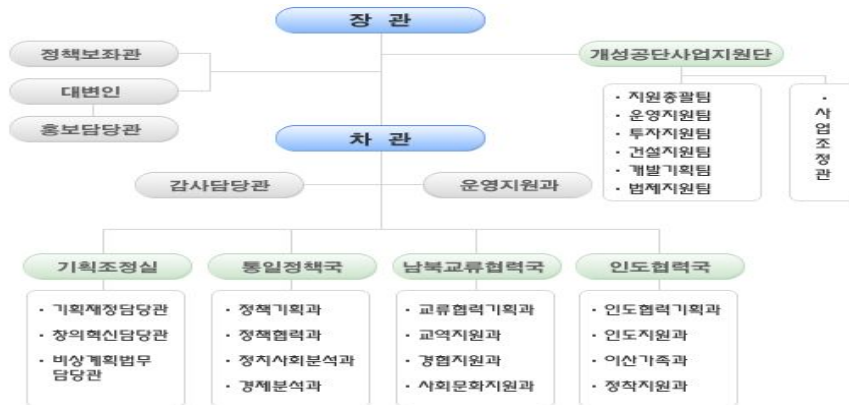 장 관
정책보좌관
개성공단사업지원단
대변인
홍보담당관
· 지원총괄팀
· 운영지원팀
· 투자지원팀
· 건설지원팀
· 개발기획팀
· 법제지원팀
· 사업조정관
차 관
감사담당관
운영지원과
기획조정실
통일정책국
남북교류협력국
인도협력국
· 기획재정담당관
· 창의혁신담당관
· 비상계획법무
담당관
· 정책기획과
· 정책협력과
· 정치사회분석과
· 경제분석과
· 교류협력기획과
· 교역지원과
· 경협지원과
· 사회문화지원과
· 인도협력기획과
· 인도지원과
· 이산가족과
· 정착지원과